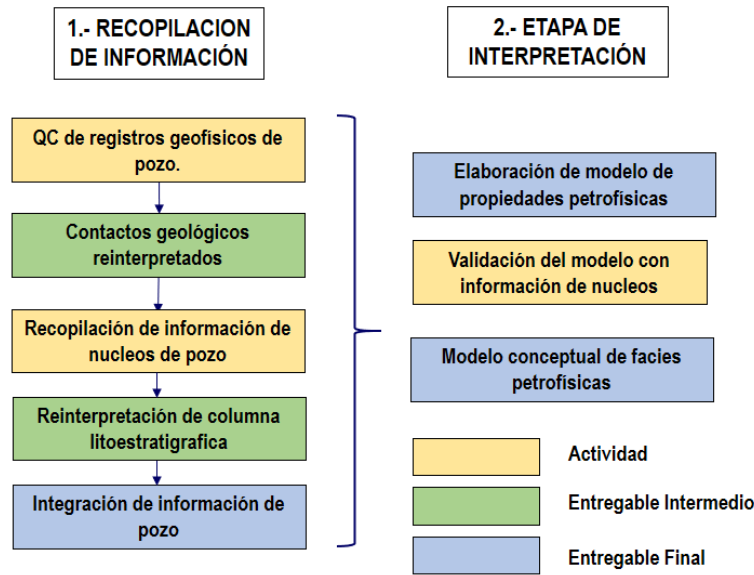 1.- RECOPILACION
DE INFORMACIÓN
QC de registros geofísicos de
pozo.
Contactos geológicos
reinterpretados
Recopilación de información de
nucleos de pozo
Reinterpretación de columna
litoestratigrafica
Integración de información de
pozo
2.- ETAPA DE
INTERPRETACIÓN
Elaboración de modelo de
propiedades petrofísicas
Validación del modelo con
información de nucleos
Modelo conceptual de facies
petrofísicas
Actividad
Entregable Intermedio
Entregable Final